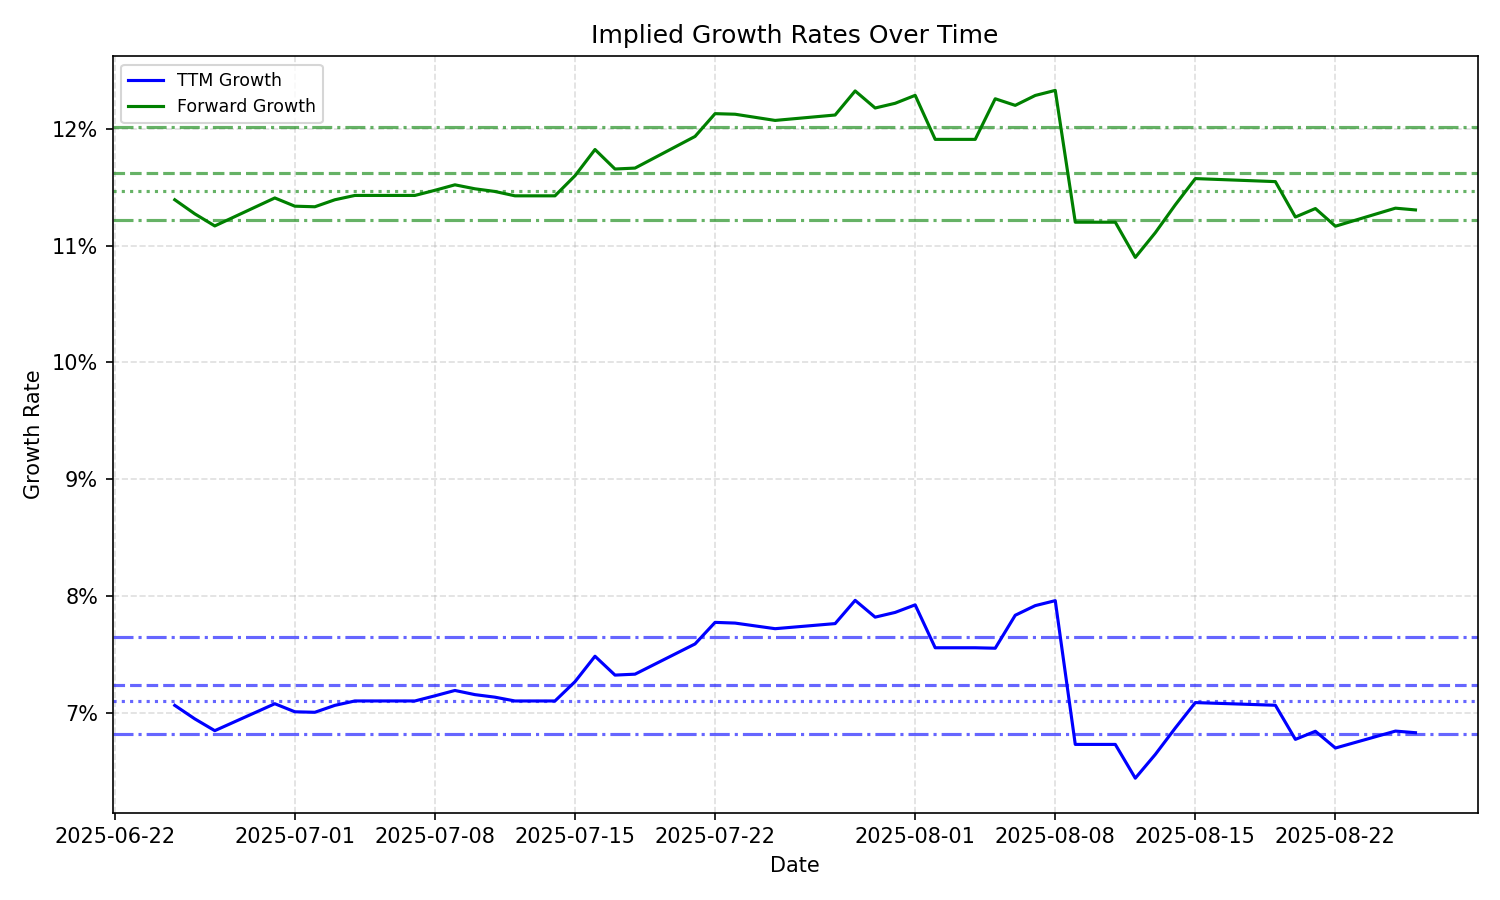 Implied Growth Rates Over Time
TTM Growth
Forward Growth
12%
11%
10%
9%
8%
7%
Growth Rate
2025-06-22 2025-07-01 2025-07-08 2025-07-15 2025-07-22 2025-08-01 2025-08-08 2025-08-15 2025-08-22
Date